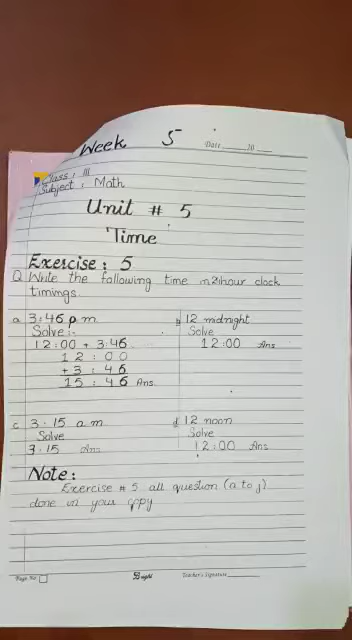 Week 5
Date 20
Class : III
Subject : Math
Unit # 5
Time
Exercise : 5
Q Write the following time in 24 hour clock
timings.
a 3:46 p.m
Solve :-
12:00 + 3:46
12 : 00
+ 3 : 46
15 : 46 Ans.
b 12 midnight
Solve
12:00 Ans
c 3:15 a.m
Solve
3:15 Ans
d 12 noon
Solve
12:00 Ans
Note:
Exercise # 5 all question (a to j)
done in your copy
Page No.
Bright
Teacher's Signature